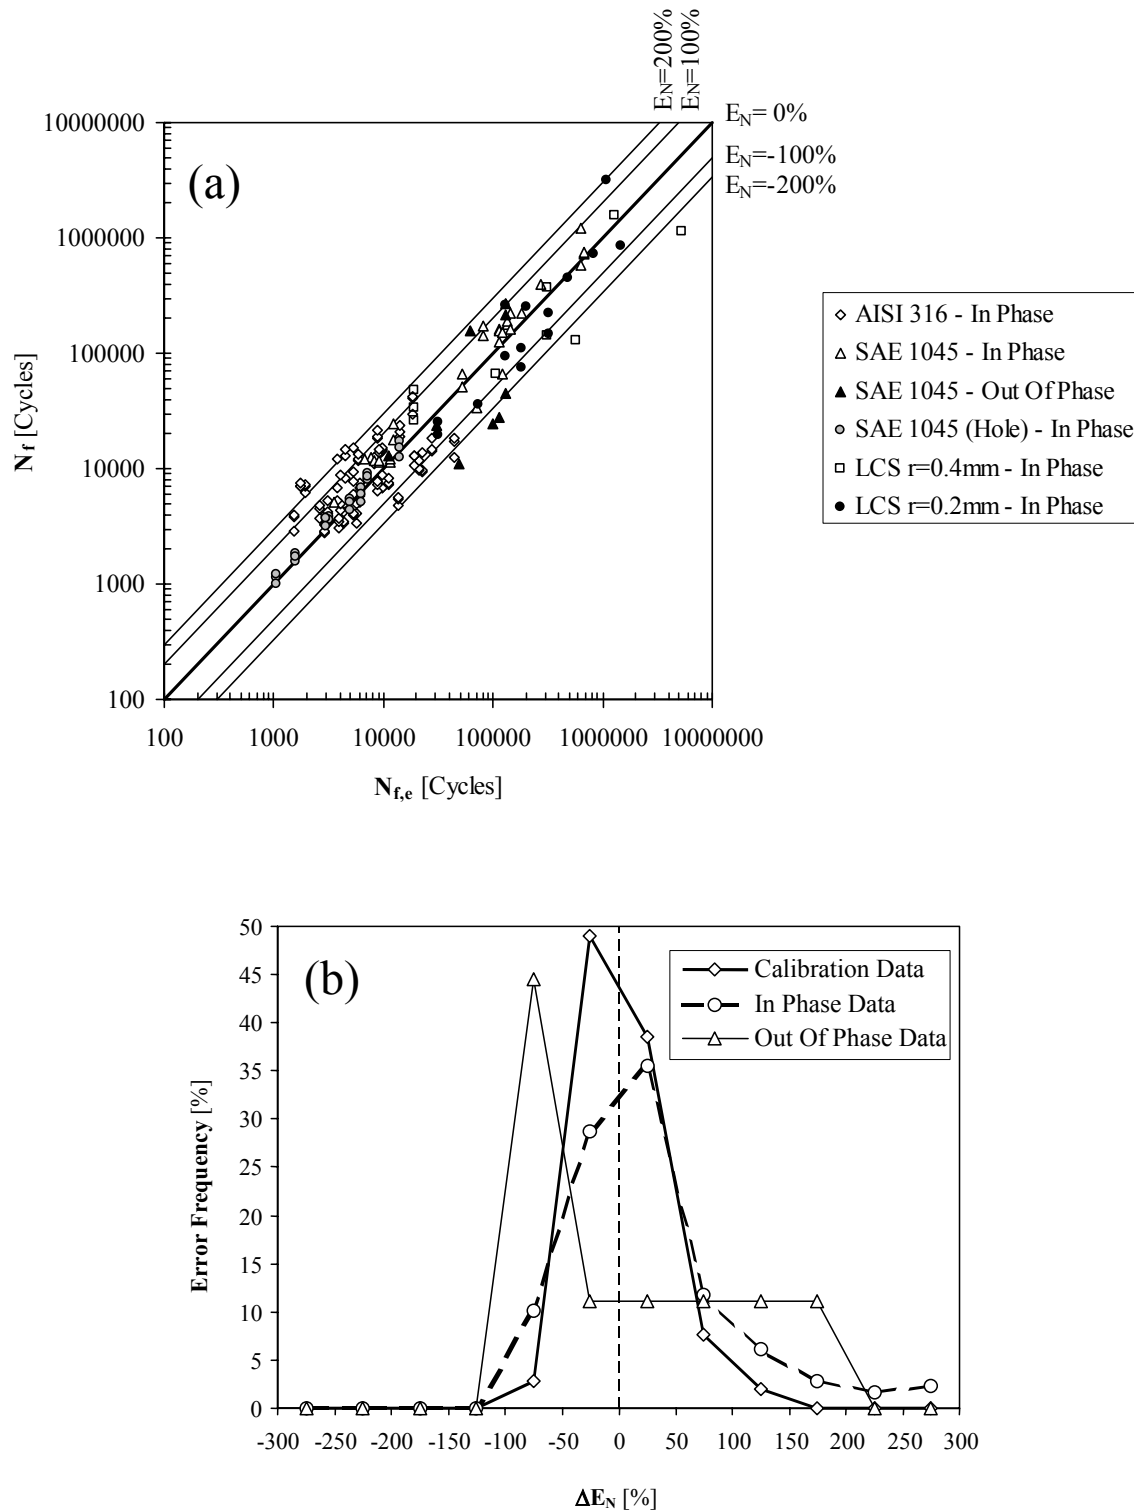 E_N=200%
E_N=100%
10000000
E_N= 0%
(a)
E_N=-100%
E_N=-200%
1000000
N_f [Cycles]
100000
10000
1000
100
100 1000 10000 100000 1000000 10000000
N_f,e [Cycles]
AISI 316 - In Phase
SAE 1045 - In Phase
SAE 1045 - Out Of Phase
SAE 1045 (Hole) - In Phase
LCS r=0.4mm - In Phase
LCS r=0.2mm - In Phase
50
(b)
Calibration Data
In Phase Data
Out Of Phase Data
45
40
35
30
25
20
15
10
5
0
Error Frequency [%]
-300 -250 -200 -150 -100 -50 0 50 100 150 200 250 300
ΔE_N [%]